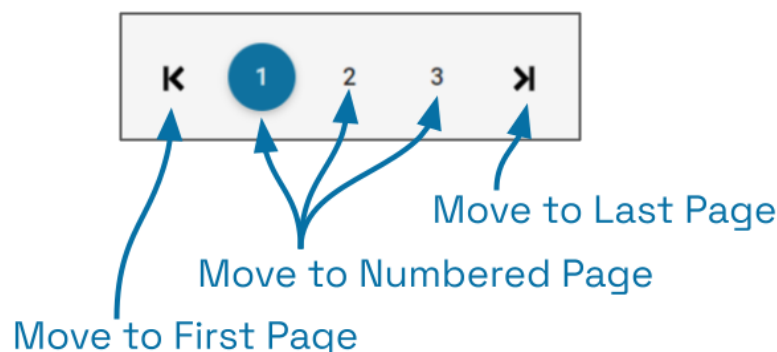 1 2 3
Move to Last Page
Move to Numbered Page
Move to First Page